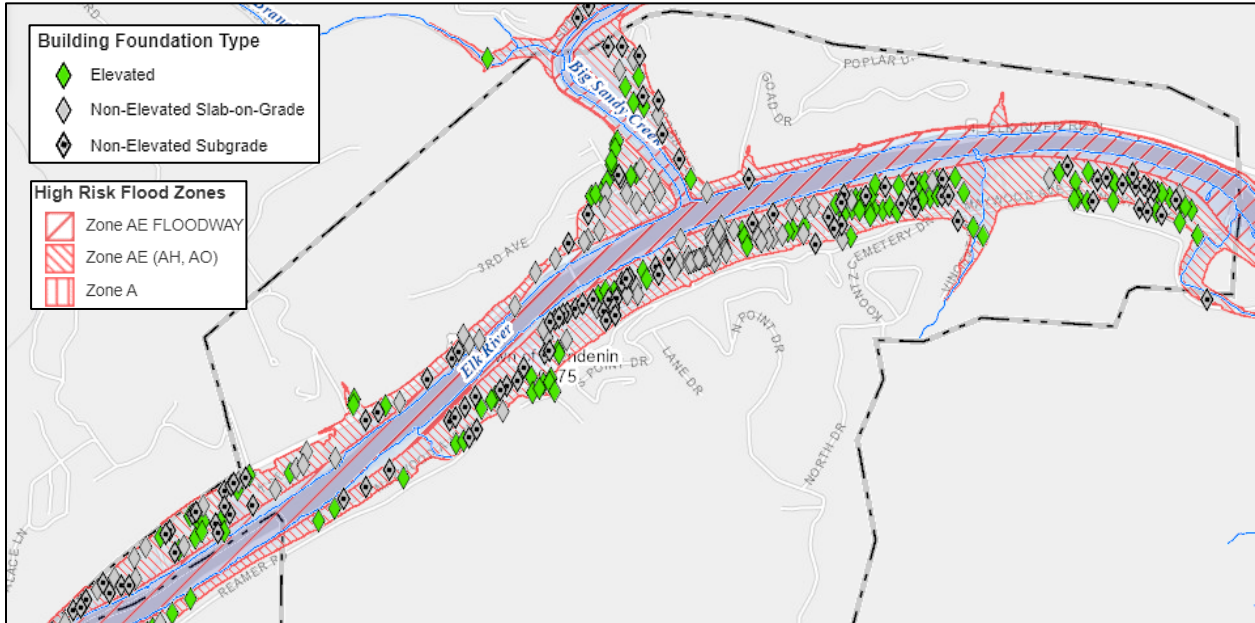 Building Foundation Type
Elevated
Non-Elevated Slab-on-Grade
Non-Elevated Subgrade
High Risk Flood Zones
Zone AE FLOODWAY
Zone AE (AH, AO)
Zone A
Big Sandy Creek
GOAD DR
3RD AVE
Elk River
S POINT DR
N POINT DR
LANE DR
NORTH DR
KOONTZ CEMETERY DR
REAMER R
ALACE LN